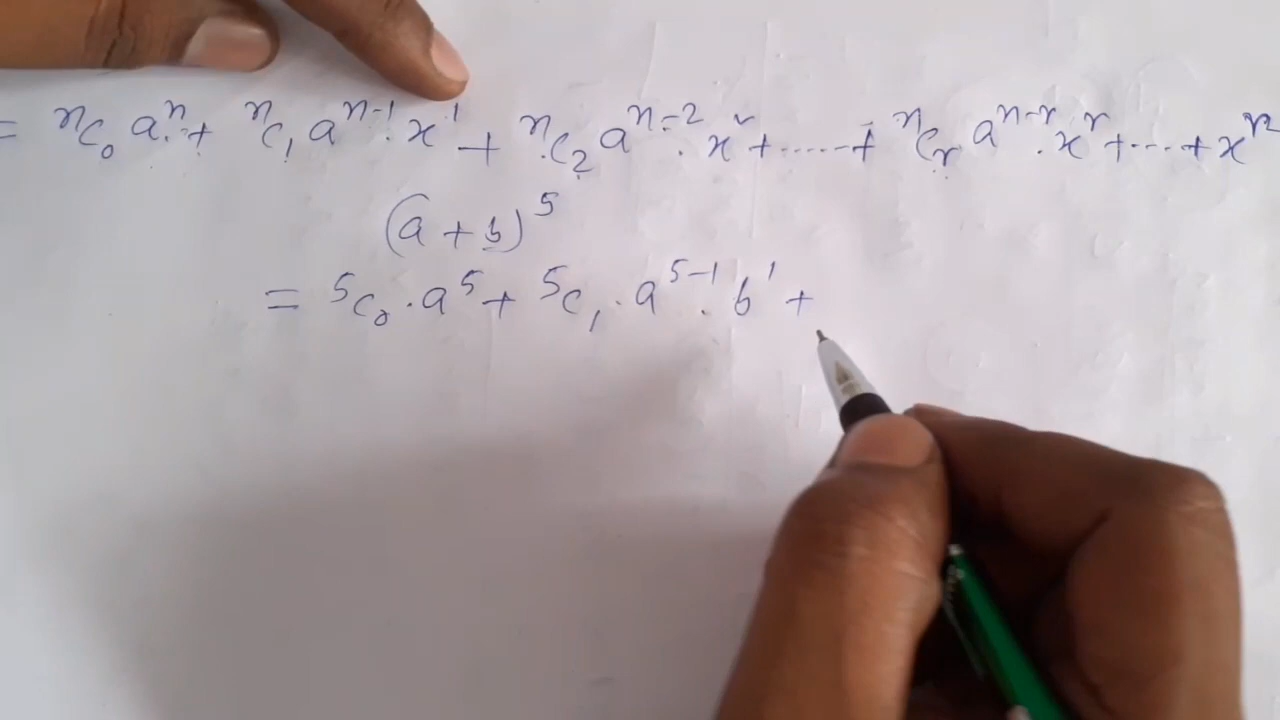 = ⁿC₀ aⁿ + ⁿC₁ aⁿ⁻¹ · x¹ + ⁿC₂ aⁿ⁻² · x² + ...... + ⁿCᵣ aⁿ⁻ʳ · xʳ + ... + xⁿ
(a + b)⁵
= ⁵C₀ · a⁵ + ⁵C₁ · a⁵⁻¹ · b¹ +